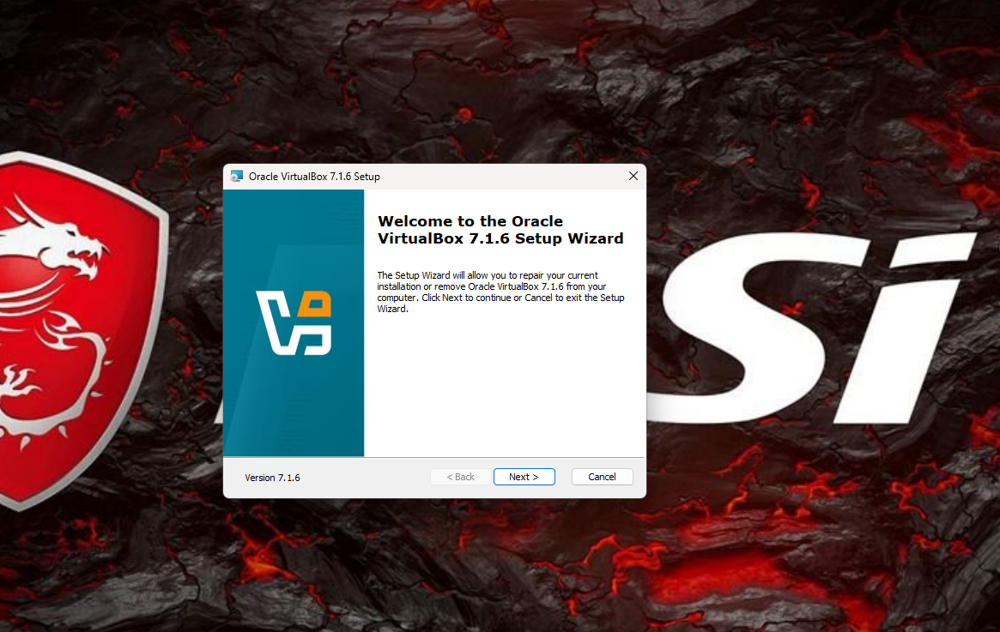 Oracle VirtualBox 7.1.6 Setup
Welcome to the Oracle
VirtualBox 7.1.6 Setup Wizard
The Setup Wizard will allow you to repair your current
installation or remove Oracle VirtualBox 7.1.6 from your
computer. Click Next to continue or Cancel to exit the Setup
Wizard.
Si
Version 7.1.6
< Back
Next >
Cancel